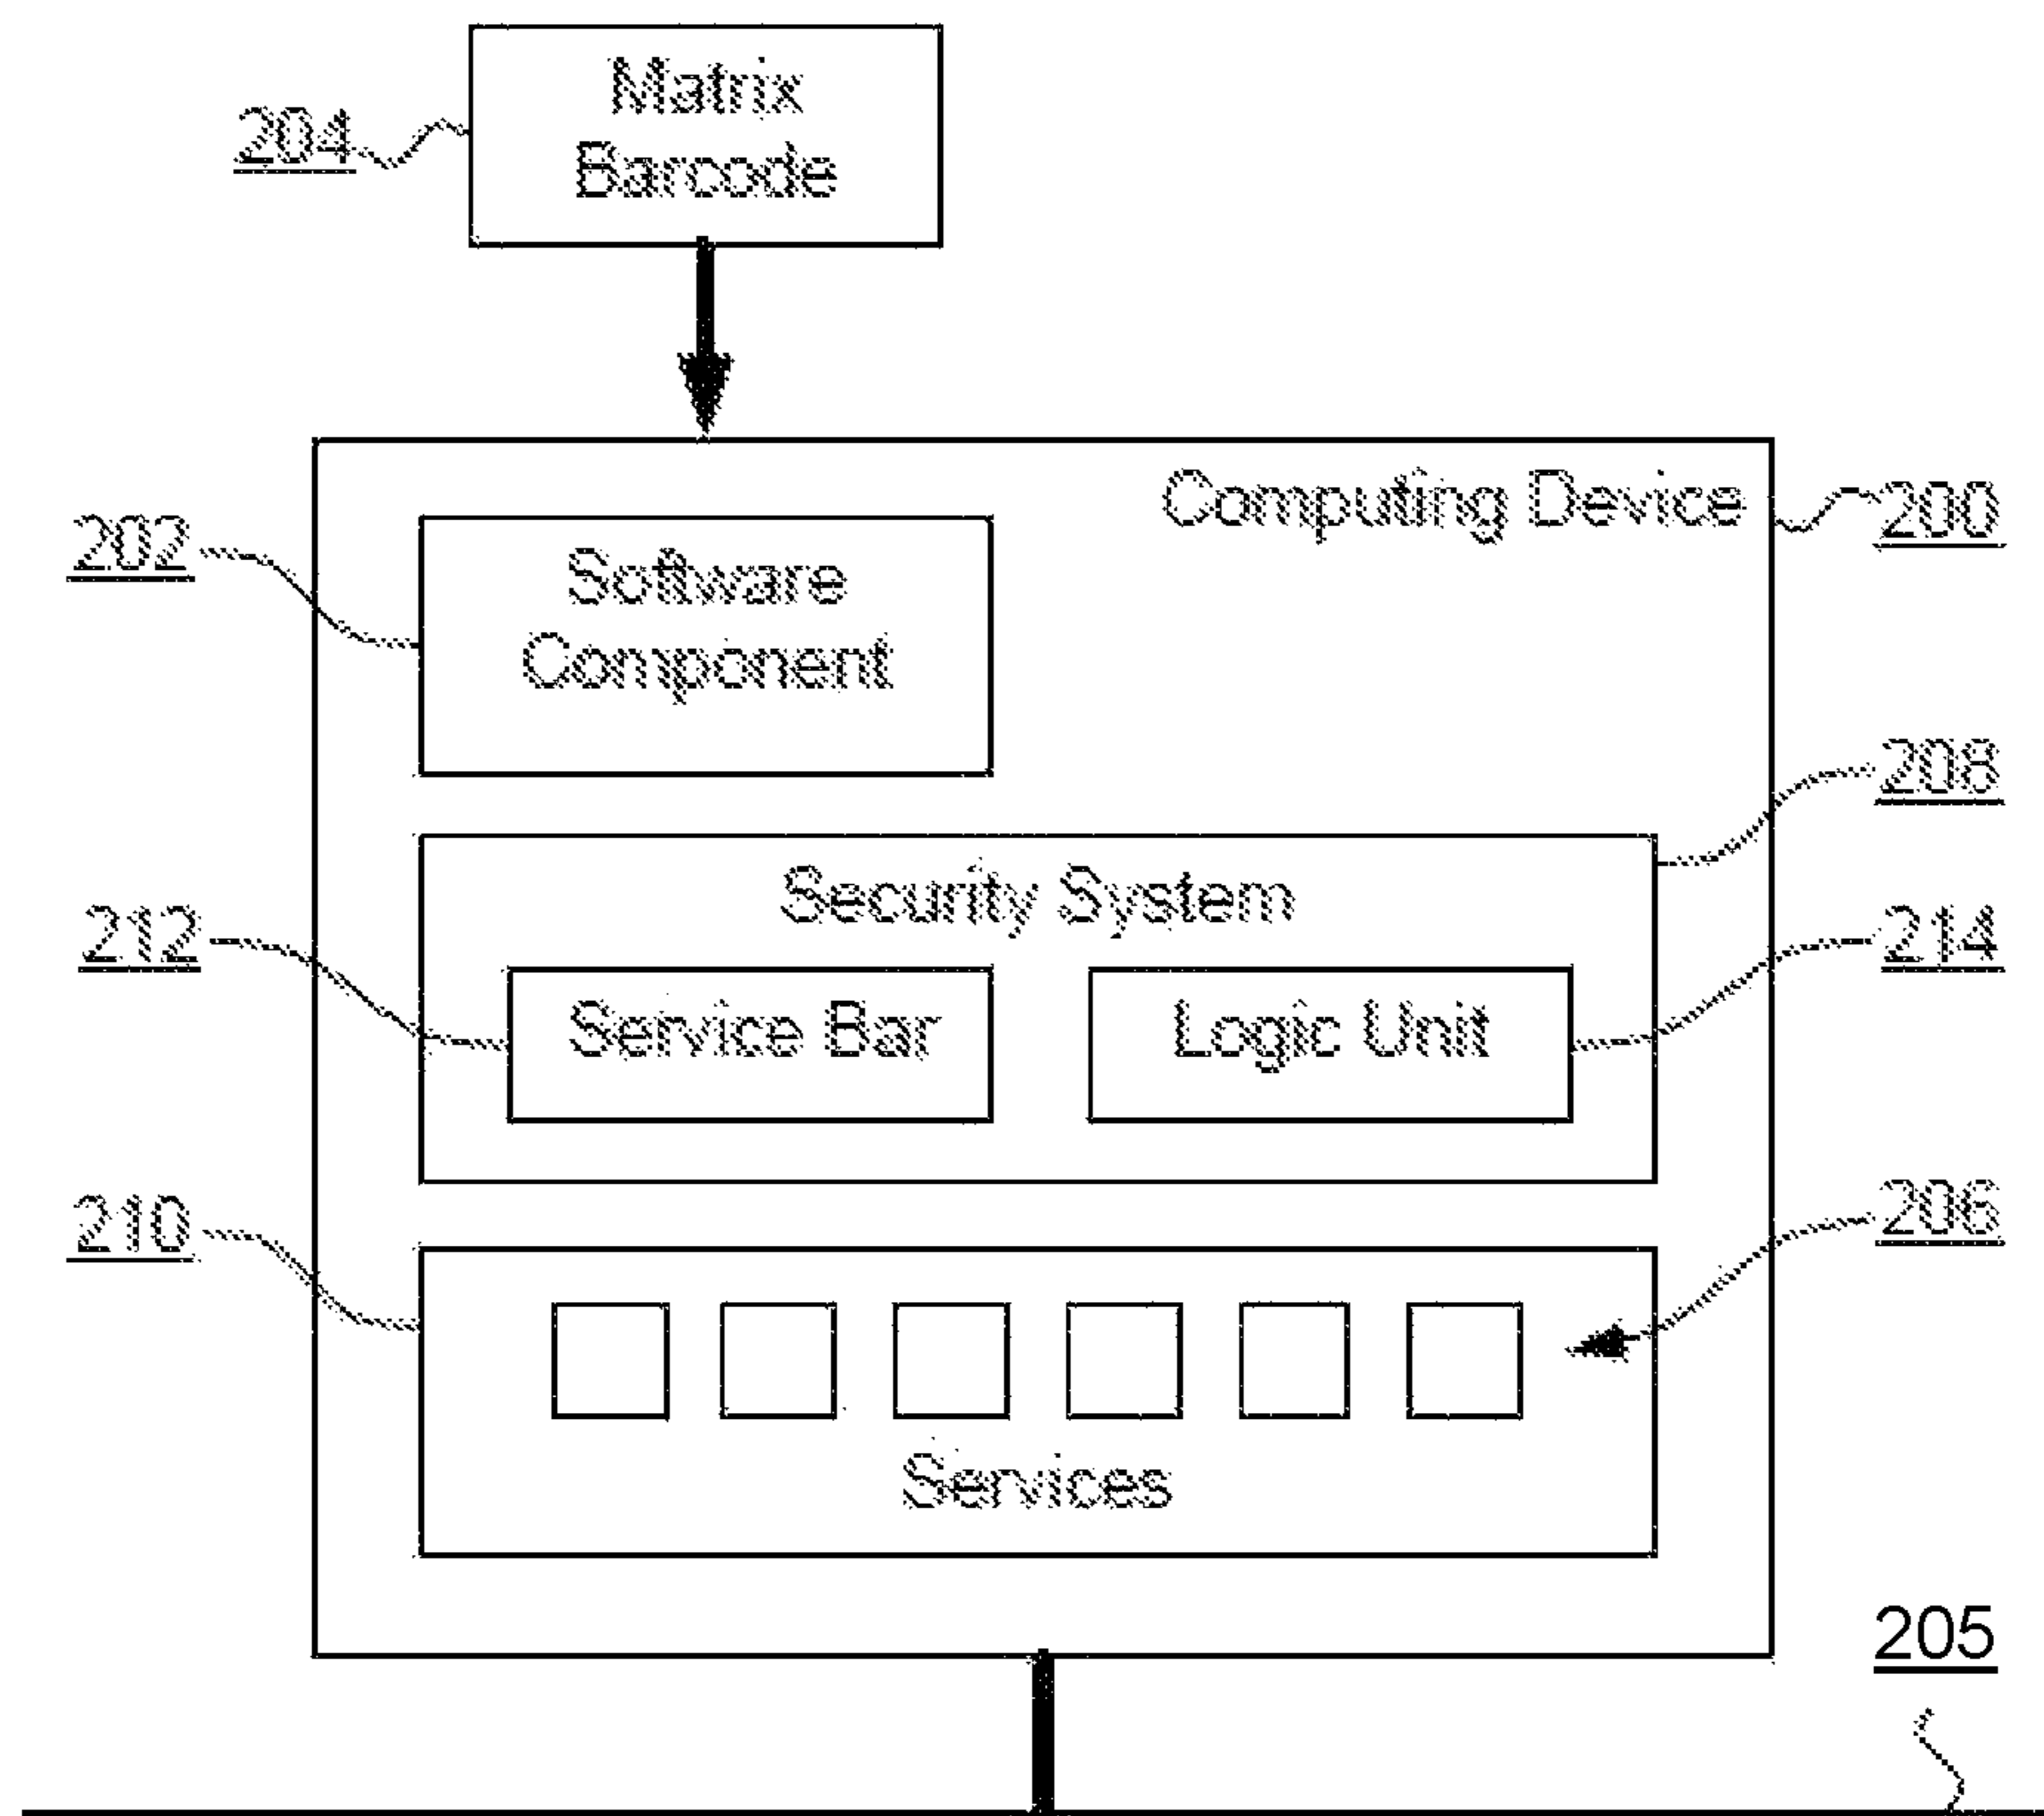 Matrix
Barcode
204
Computing Device
200
202
Software
Component
208
Security System
212
214
Service Bar
Logic Unit
210
206
Services
205